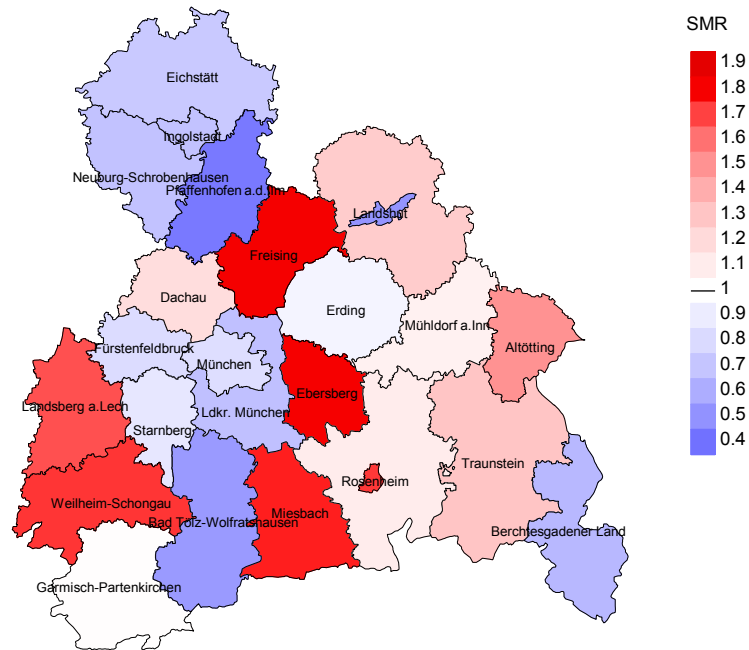 SMR
1.9
1.8
1.7
1.6
1.5
1.4
1.3
1.2
1.1
1
0.9
0.8
0.7
0.6
0.5
0.4
Eichstätt
Ingolstadt
Neuburg-Schrobenhausen
Pfaffenhofen a.d.Ilm
Landshut
Freising
Dachau
Erding
Mühldorf a.Inn
Altötting
Fürstenfeldbruck
München
Ebersberg
Landsberg a.Lech
Ldkr. München
Starnberg
Traunstein
Rosenheim
Weilheim-Schongau
Miesbach
Bad Tölz-Wolfratshausen
Berchtesgadener Land
Garmisch-Partenkirchen